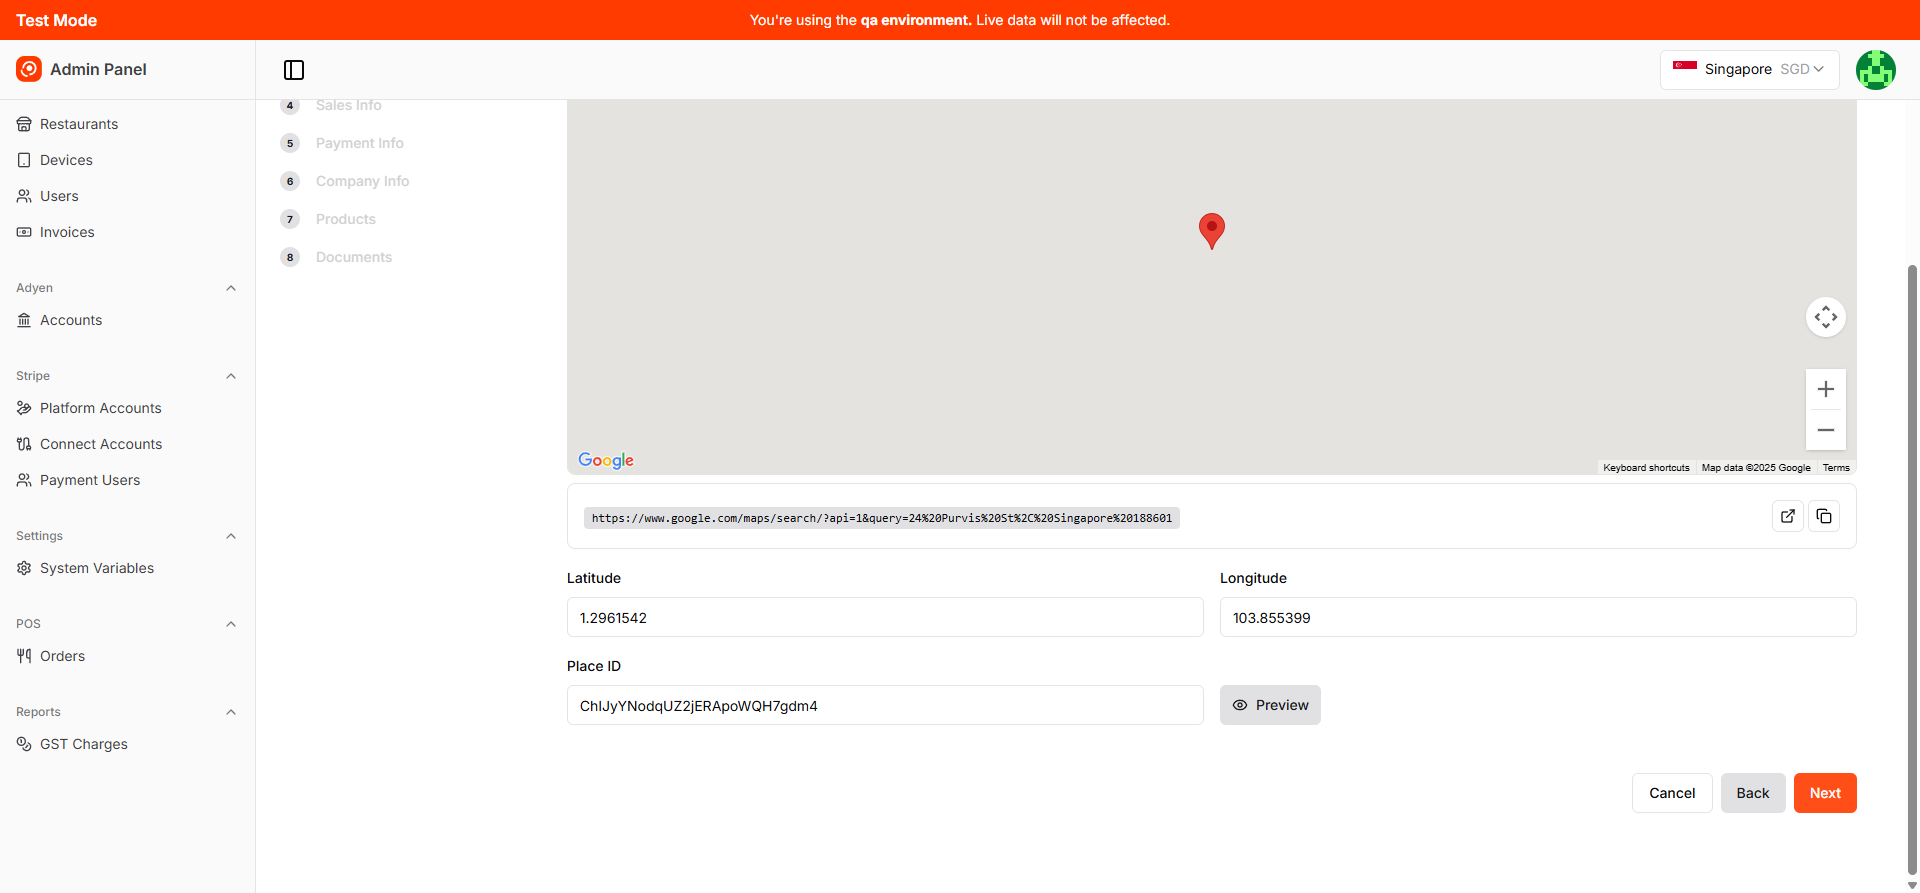 Test Mode
You're using the qa environment. Live data will not be affected.
Admin Panel
Singapore SGD
Restaurants
Devices
Users
Invoices
Adyen
Accounts
Stripe
Platform Accounts
Connect Accounts
Payment Users
Settings
System Variables
POS
Orders
Reports
GST Charges
4 Sales Info
5 Payment Info
6 Company Info
7 Products
8 Documents
Google
Keyboard shortcuts Map data ©2025 Google Terms
https://www.google.com/maps/search/?api=1&query=24%20Purvis%20St%2C%20Singapore%20188601
Latitude
Longitude
1.2961542
103.855399
Place ID
ChIJyYNodqUZ2jERApoWQH7gdm4
Preview
Cancel
Back
Next